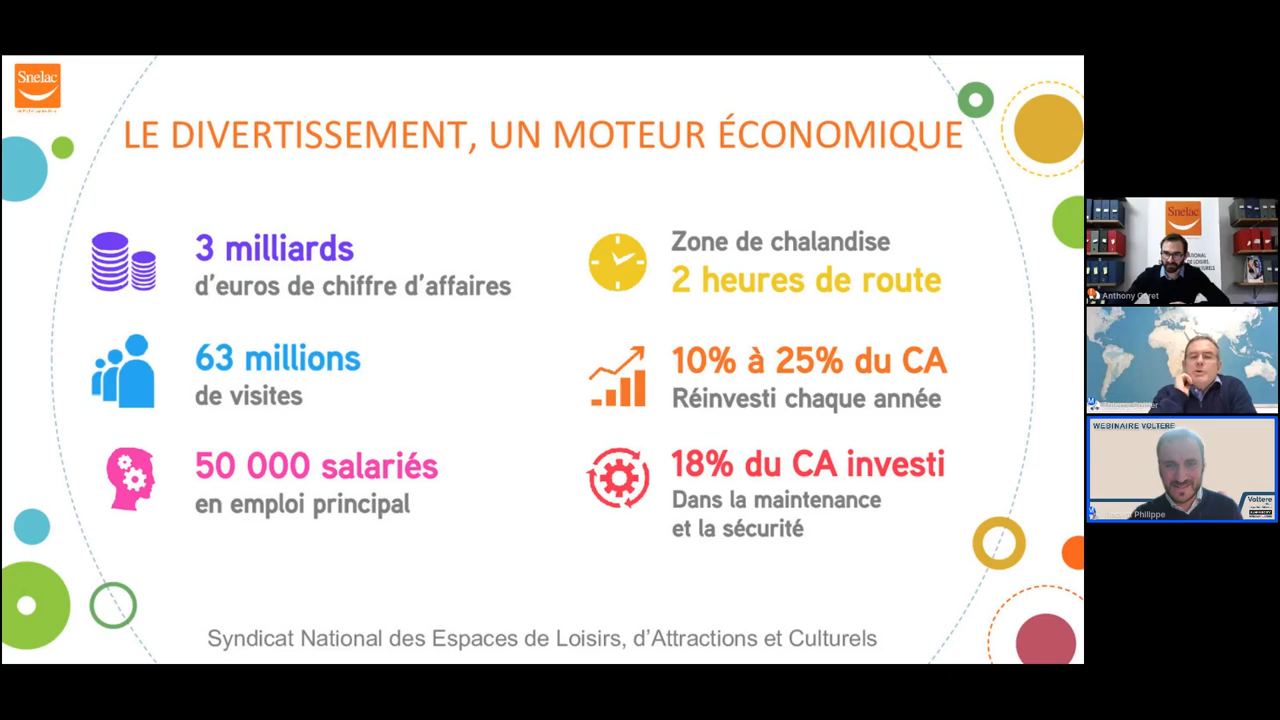 Snelac
LE DIVERTISSEMENT, UN MOTEUR ÉCONOMIQUE
3 milliards
d'euros de chiffre d'affaires
63 millions
de visites
50 000 salariés
en emploi principal
Zone de chalandise
2 heures de route
10% à 25% du CA
Réinvesti chaque année
18% du CA investi
Dans la maintenance
et la sécurité
Syndicat National des Espaces de Loisirs, d'Attractions et Culturels
Snelac
DE LOISIRS,
Anthony
WEBINAIRE VOLTERE
Voltere
Philippe